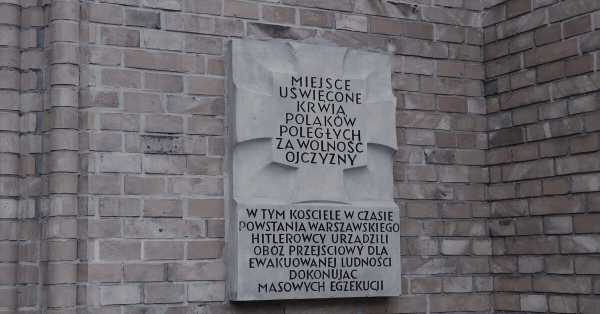 MIEJSCE
UŚWIĘCONE
KRWIĄ
POLAKÓW
POLEGŁYCH
ZA WOLNOŚĆ
OJCZYZNY
W TYM KOŚCIELE W CZASIE
POWSTANIA WARSZAWSKIEGO
HITLEROWCY URZĄDZILI
OBÓZ PRZEJŚCIOWY DLA
EWAKUOWANEJ LUDNOŚCI
DOKONUJĄC
MASOWYCH EGZEKUCJI